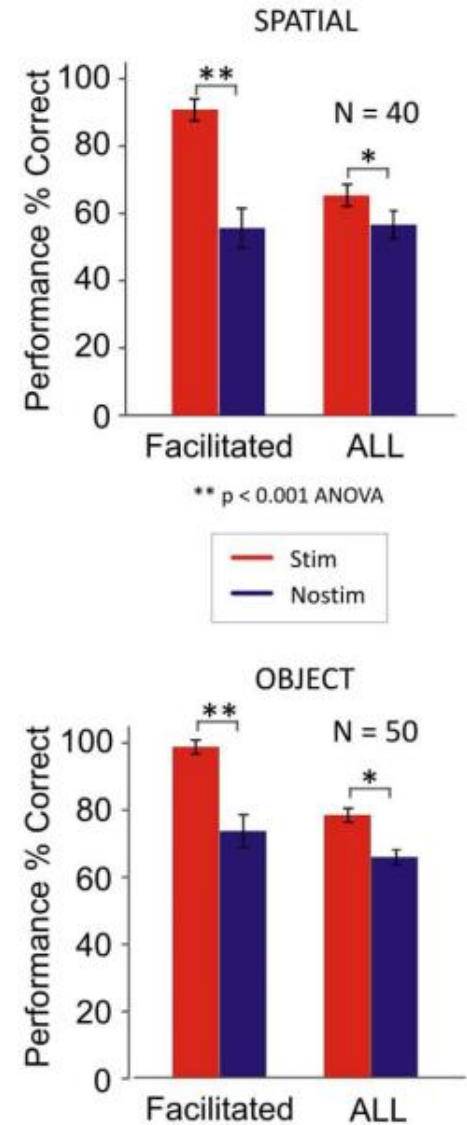 SPATIAL
Performance % Correct
100
80
60
40
20
0
**
N = 40
*
Facilitated ALL
** p < 0.001 ANOVA
Stim
Nostim
OBJECT
Performance % Correct
100
80
60
40
20
0
**
N = 50
*
Facilitated ALL